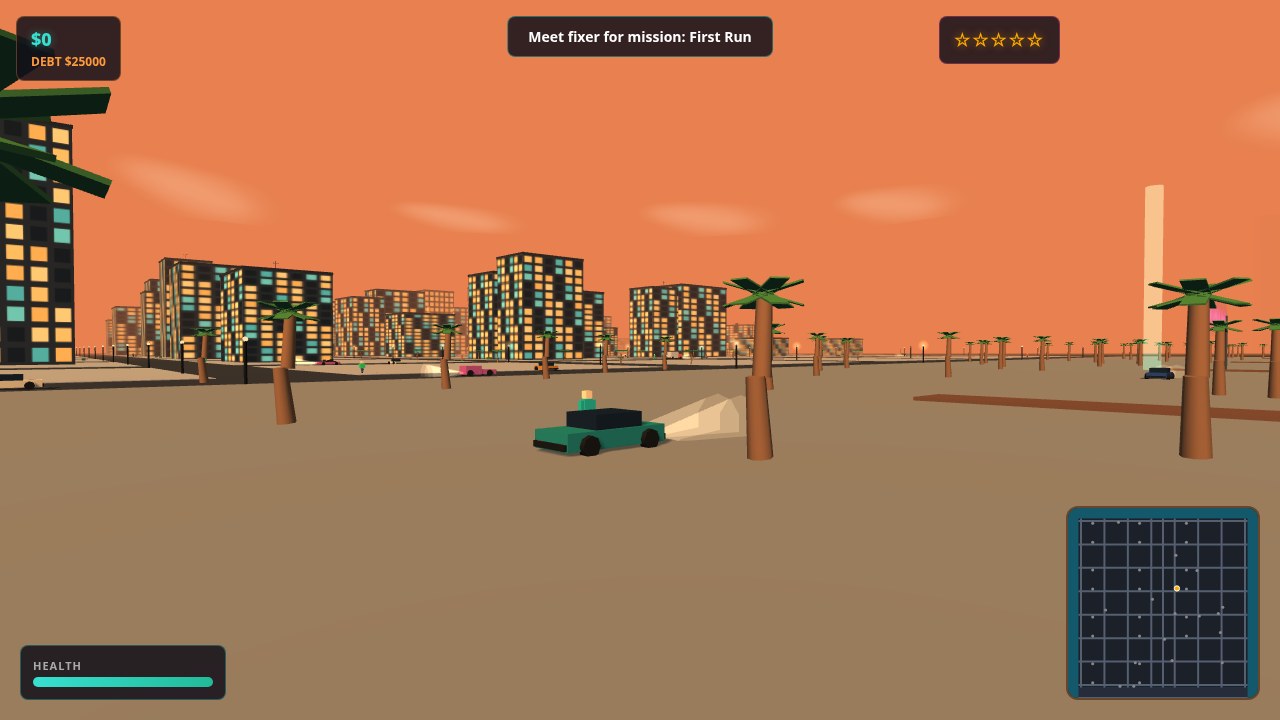 $0
DEBT $25000
Meet fixer for mission: First Run
☆☆☆☆☆
HEALTH